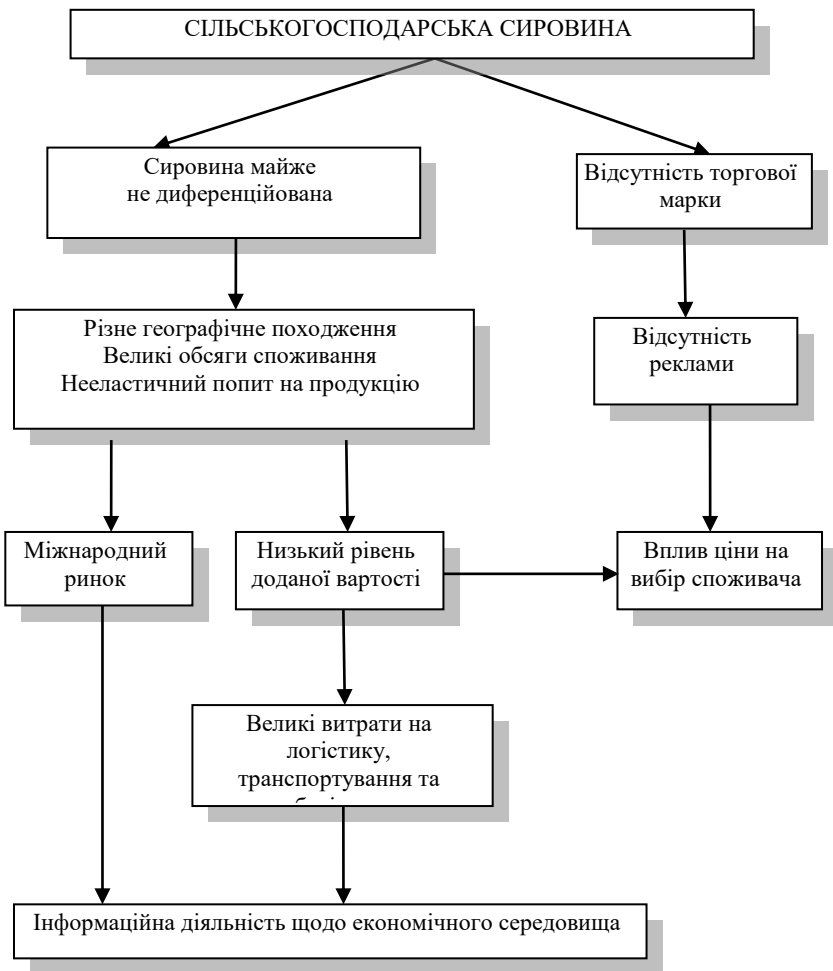 СІЛЬСЬКОГОСПОДАРСЬКА СИРОВИНА
Сировина майже
не диференційована
Відсутність торгової
марки
Різне географічне походження
Великі обсяги споживання
Нееластичний попит на продукцію
Відсутність
реклами
Міжнародний
ринок
Низький рівень
доданої вартості
Вплив ціни на
вибір споживача
Великі витрати на
логістику,
транспортування та
Інформаційна діяльність щодо економічного середовища